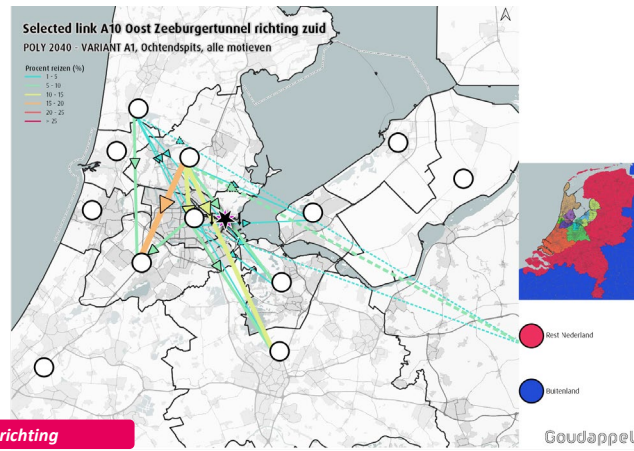 Selected link A10 Oost Zeeburgertunnel richting zuid
POLY 2040 - VARIANT A1, Ochtendspits, alle motieven
Procent reizen (%)
1 - 5
5 - 10
10 - 15
15 - 20
20 - 25
> 25
Rest Nederland
Buitenland
richting
Goudappel